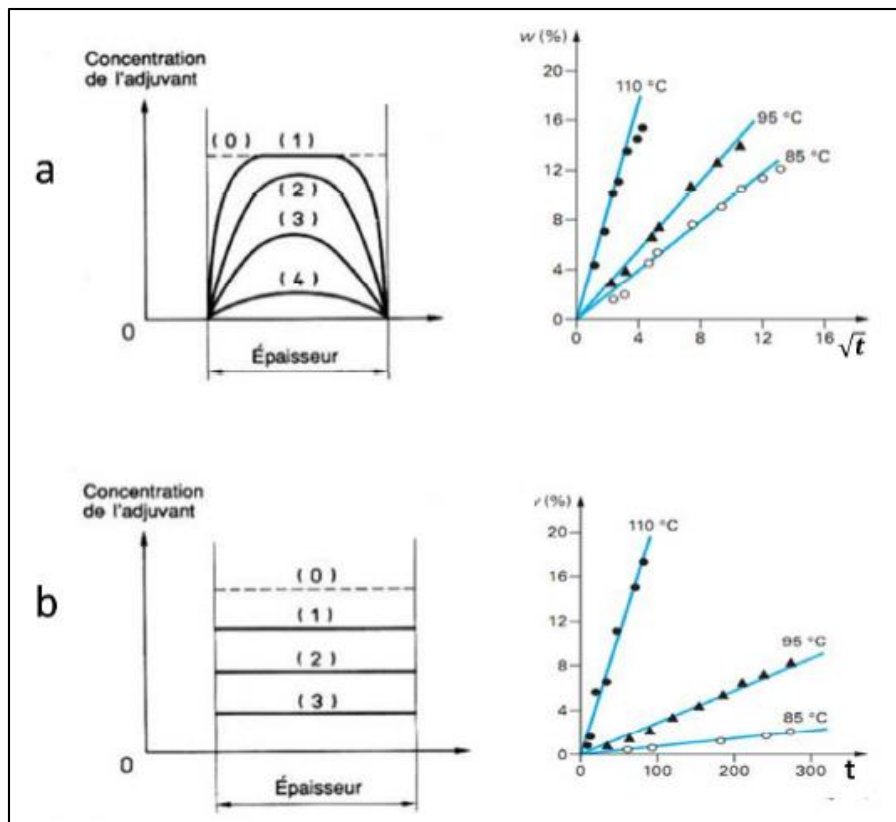 a
Concentration
de l'adjuvant
(0) (1)
(2)
(3)
(4)
0
Épaisseur
w (%)
20
16
12
8
4
0
110 °C
95 °C
85 °C
0 4 8 12 16
√t
b
Concentration
de l'adjuvant
(0)
(1)
(2)
(3)
0
Épaisseur
(%)
20
16
12
8
4
0
110 °C
95 °C
85 °C
0 100 200 300 t